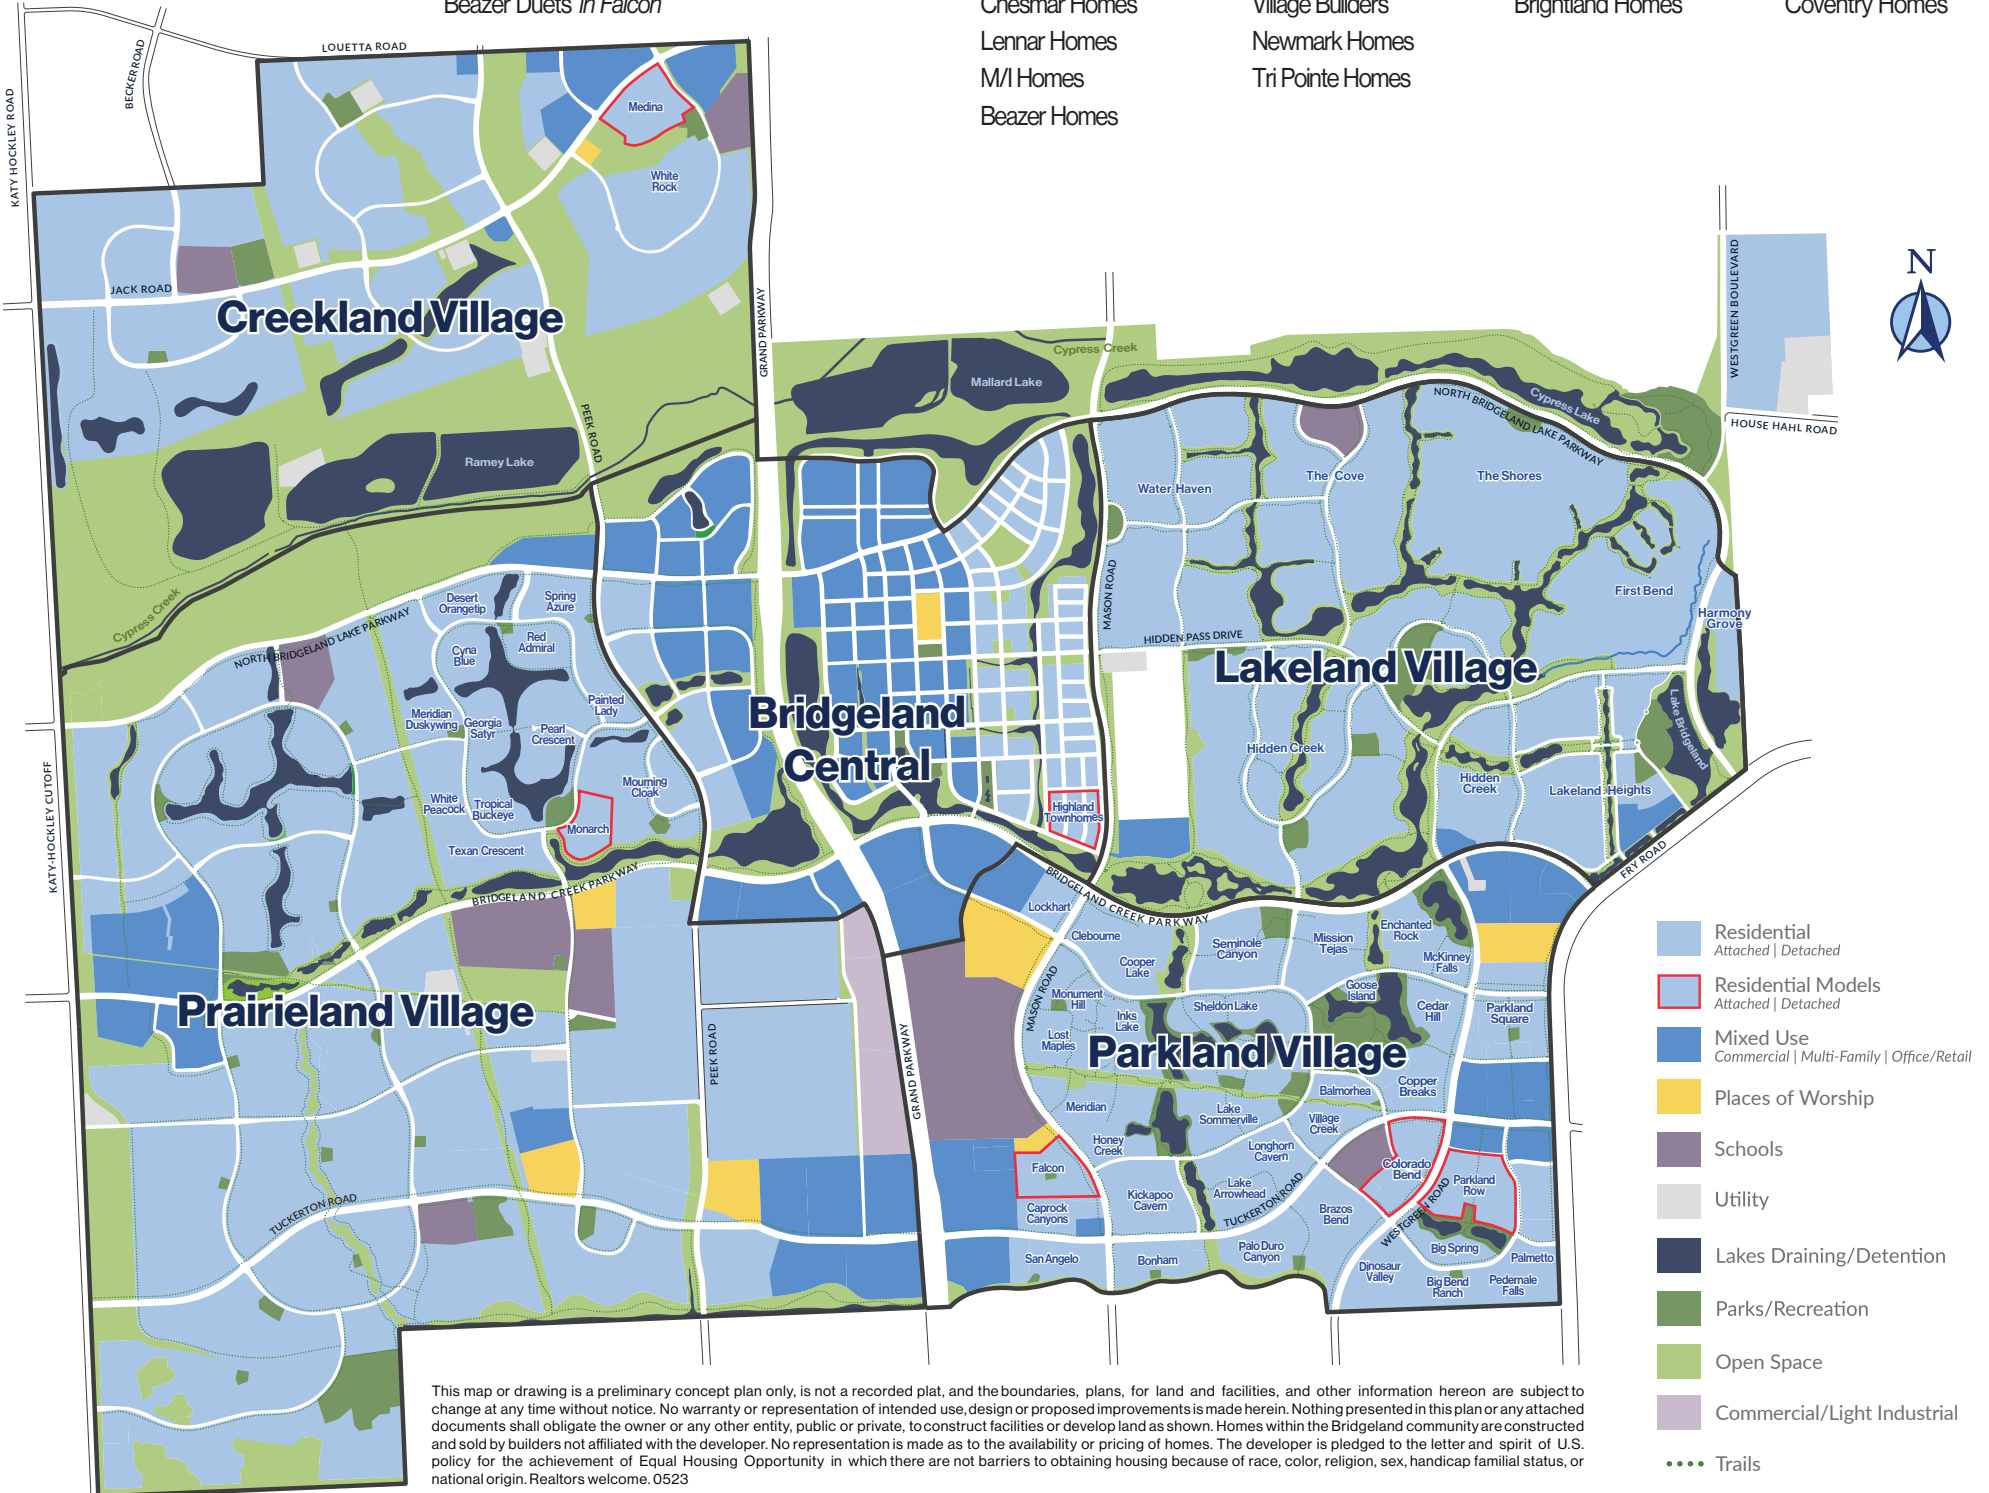 Beazer Duets in Falcon
Chesmar Homes
Lennar Homes
M/I Homes
Beazer Homes
Village Builders
Newmark Homes
Tri Pointe Homes
Brightland Homes
Coventry Homes
KATY HOCKLEY ROAD
BECKER ROAD
LOUETTA ROAD
Medina
White
Rock
JACK ROAD
Creekland Village
GRAND PARKWAY
PEEK ROAD
Ramey Lake
Cypress Creek
Mallard Lake
Cypress Creek
WESTGREEN BOULEVARD
N
HOUSE HAHL ROAD
Cypress Lake
NORTH BRIDGELAND LAKE PARKWAY
Water Haven
The Cove
The Shores
First Bend
Harmony
Grove
MASON ROAD
HIDDEN PASS DRIVE
Lakeland Village
Hidden Creek
Hidden
Creek
Lakeland Heights
Lake Bridgeland
FRY ROAD
NORTH BRIDGELAND LAKE PARKWAY
Desert
Orangetip
Spring
Azure
Red
Admiral
Cyna
Blue
Painted
Lady
Meridian
Duskywing
Georgia
Satyr
Pearl
Crescent
Mourning
Cloak
White
Peacock
Tropical
Buckeye
Monarch
Texan Crescent
Bridgeland
Central
Highland
Townhomes
KATY-HOCKLEY CUTOFF
BRIDGELAND CREEK PARKWAY
Prairieland Village
PEEK ROAD
GRAND PARKWAY
TUCKERTON ROAD
BRIDGELAND CREEK PARKWAY
Lockhart
Clebourne
Cooper
Lake
Seminole
Canyon
Mission
Tejas
Enchanted
Rock
McKinney
Falls
MASON ROAD
Monument
Hill
Inks
Lake
Sheldon Lake
Goose
Island
Cedar
Hill
Parkland
Square
Lost
Maples
Parkland Village
Meridian
Honey
Creek
Lake
Sommerville
Balmorhea
Copper
Breaks
Village
Creek
Longhorn
Cavern
Falcon
Colorado
Bend
Parkland
Row
Kickapoo
Cavern
Lake
Arrowhead
Caprock
Canyons
TUCKERTON ROAD
Brazos
Bend
WESTGREEN ROAD
San Angelo
Bonham
Palo Duro
Canyon
Dinosaur
Valley
Big Spring
Palmetto
Big Bend
Ranch
Pedernale
Falls
Residential
Attached | Detached
Residential Models
Attached | Detached
Mixed Use
Commercial | Multi-Family | Office/Retail
Places of Worship
Schools
Utility
Lakes Draining/Detention
Parks/Recreation
Open Space
Commercial/Light Industrial
Trails
This map or drawing is a preliminary concept plan only, is not a recorded plat, and the boundaries, plans, for land and facilities, and other information hereon are subject to
change at any time without notice. No warranty or representation of intended use, design or proposed improvements is made herein. Nothing presented in this plan or any attached
documents shall obligate the owner or any other entity, public or private, to construct facilities or develop land as shown. Homes within the Bridgeland community are constructed
and sold by builders not affiliated with the developer. No representation is made as to the availability or pricing of homes. The developer is pledged to the letter and spirit of U.S.
policy for the achievement of Equal Housing Opportunity in which there are not barriers to obtaining housing because of race, color, religion, sex, handicap familial status, or
national origin. Realtors welcome. 0523